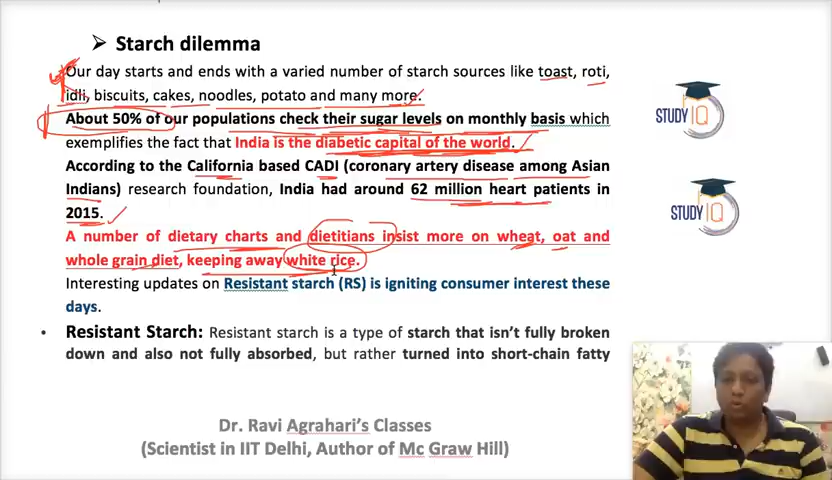 ➢ Starch dilemma
Our day starts and ends with a varied number of starch sources like toast, roti,
idli, biscuits, cakes, noodles, potato and many more.
About 50% of our populations check their sugar levels on monthly basis which
exemplifies the fact that India is the diabetic capital of the world.
According to the California based CADI (coronary artery disease among Asian
Indians) research foundation, India had around 62 million heart patients in
2015.
A number of dietary charts and dietitians insist more on wheat, oat and
whole grain diet, keeping away white rice.
Interesting updates on Resistant starch (RS) is igniting consumer interest these
days.
• Resistant Starch: Resistant starch is a type of starch that isn't fully broken
down and also not fully absorbed, but rather turned into short-chain fatty
Dr. Ravi Agrahari's Classes
(Scientist in IIT Delhi, Author of Mc Graw Hill)
STUDY IQ
STUDY IQ